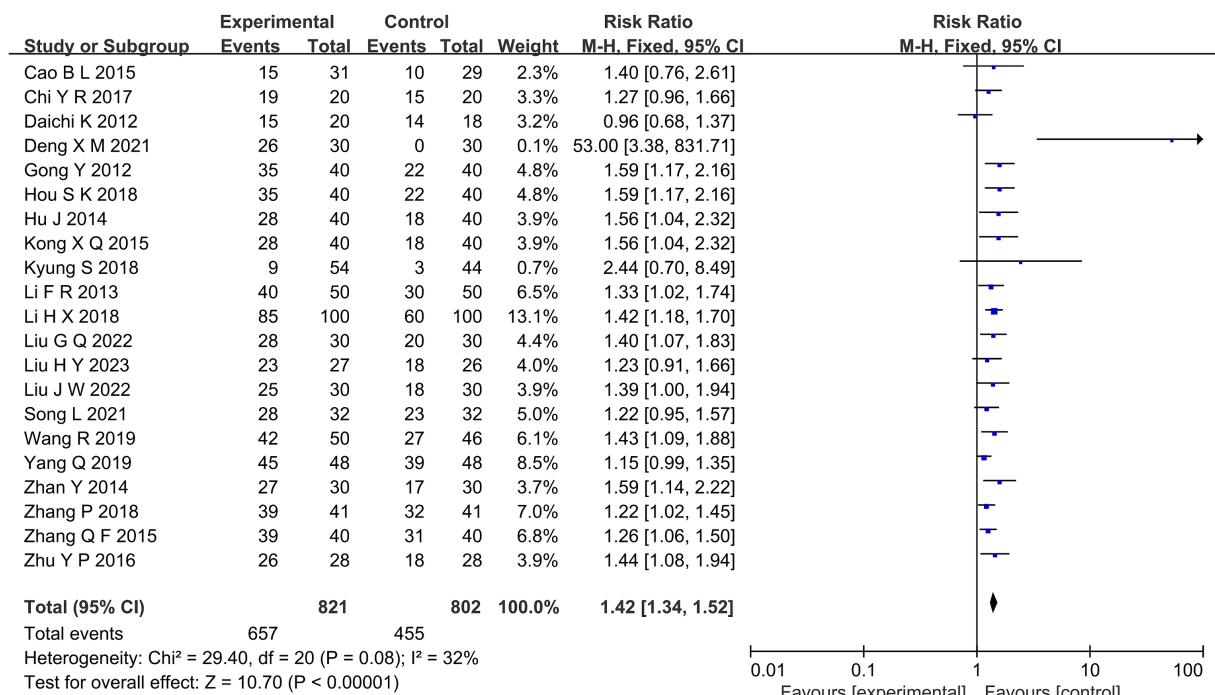 Experimental Control Risk Ratio Risk Ratio
Study or Subgroup Events Total Events Total Weight M-H, Fixed, 95% CI M-H, Fixed, 95% CI
Cao B L 2015 15 31 10 29 2.3% 1.40 [0.76, 2.61]
Chi Y R 2017 19 20 15 20 3.3% 1.27 [0.96, 1.66]
Daichi K 2012 15 20 14 18 3.2% 0.96 [0.68, 1.37]
Deng X M 2021 26 30 0 30 0.1% 53.00 [3.38, 831.71]
Gong Y 2012 35 40 22 40 4.8% 1.59 [1.17, 2.16]
Hou S K 2018 35 40 22 40 4.8% 1.59 [1.17, 2.16]
Hu J 2014 28 40 18 40 3.9% 1.56 [1.04, 2.32]
Kong X Q 2015 28 40 18 40 3.9% 1.56 [1.04, 2.32]
Kyung S 2018 9 54 3 44 0.7% 2.44 [0.70, 8.49]
Li F R 2013 40 50 30 50 6.5% 1.33 [1.02, 1.74]
Li H X 2018 85 100 60 100 13.1% 1.42 [1.18, 1.70]
Liu G Q 2022 28 30 20 30 4.4% 1.40 [1.07, 1.83]
Liu H Y 2023 23 27 18 26 4.0% 1.23 [0.91, 1.66]
Liu J W 2022 25 30 18 30 3.9% 1.39 [1.00, 1.94]
Song L 2021 28 32 23 32 5.0% 1.22 [0.95, 1.57]
Wang R 2019 42 50 27 46 6.1% 1.43 [1.09, 1.88]
Yang Q 2019 45 48 39 48 8.5% 1.15 [0.99, 1.35]
Zhan Y 2014 27 30 17 30 3.7% 1.59 [1.14, 2.22]
Zhang P 2018 39 41 32 41 7.0% 1.22 [1.02, 1.45]
Zhang Q F 2015 39 40 31 40 6.8% 1.26 [1.06, 1.50]
Zhu Y P 2016 26 28 18 28 3.9% 1.44 [1.08, 1.94]
Total (95% CI) 821 802 100.0% 1.42 [1.34, 1.52]
Total events 657 455
Heterogeneity: Chi² = 29.40, df = 20 (P = 0.08); I² = 32%
Test for overall effect: Z = 10.70 (P < 0.00001)
0.01 0.1 1 10 100
Favours [experimental] Favours [control]